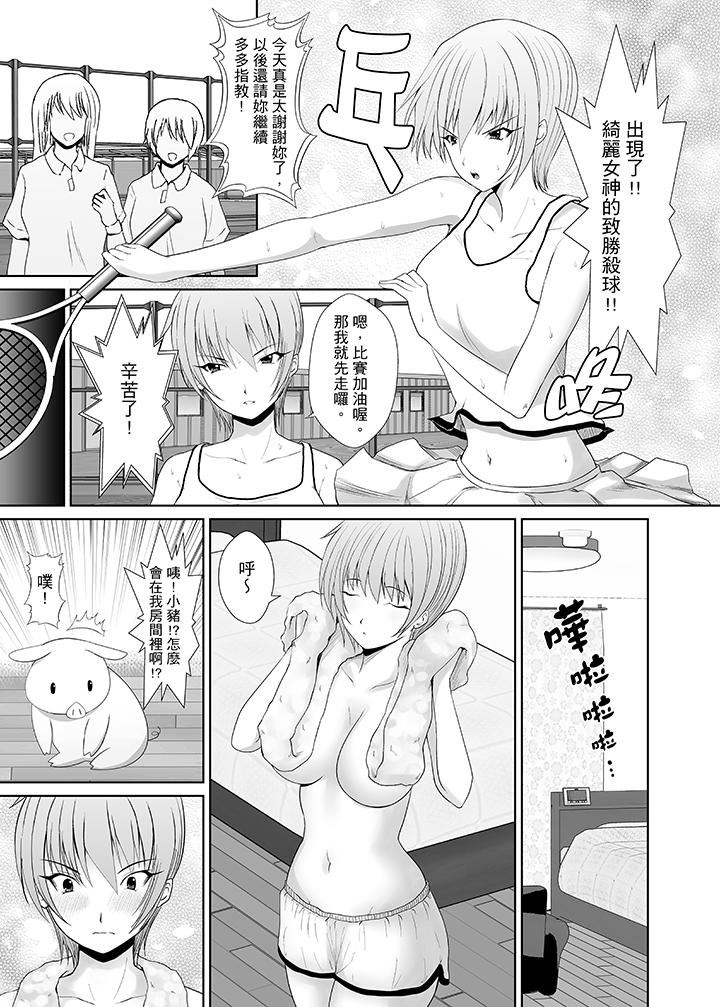 出現了!!
綺麗女神的致勝殺球!!
乓
今天真是太謝謝妳了,
以後還請妳繼續
多多指教!
嗯,比賽加油喔。
那我就先走囉。
辛苦了!
嘩啦啦啦…
呼~
咦!小豬!?怎麼
會在我房間裡啊!?
噗!